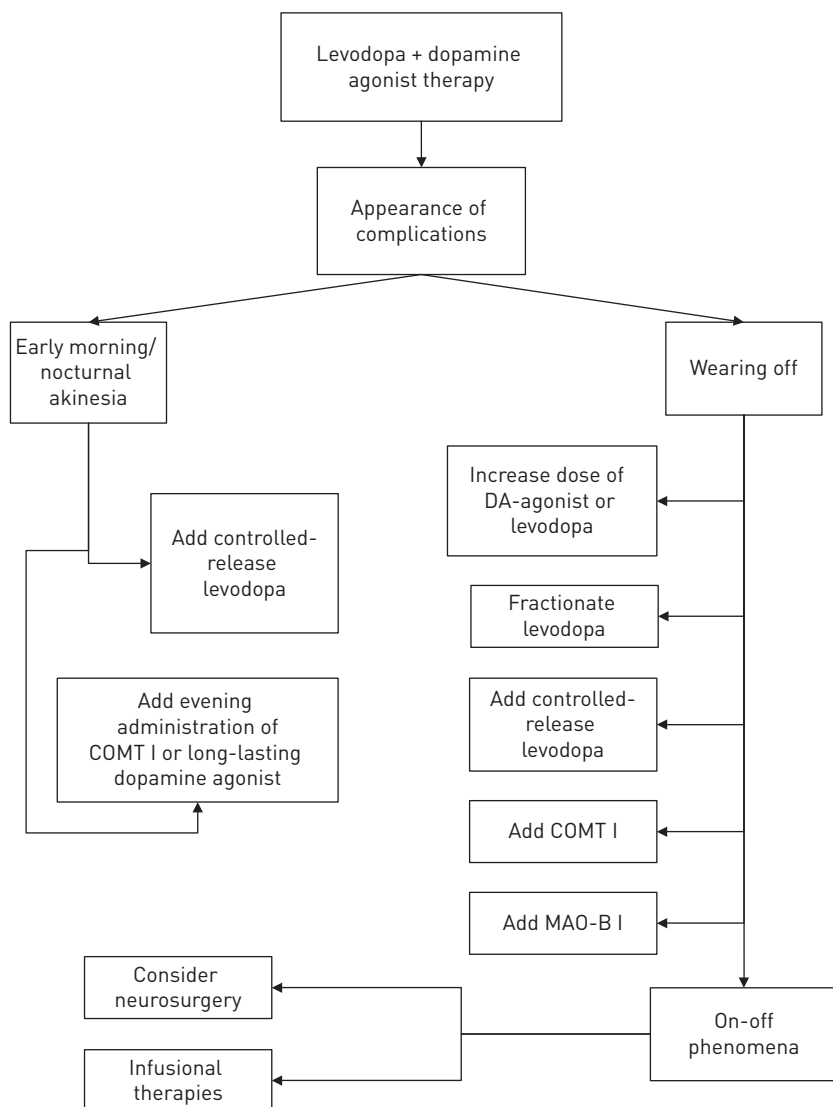 Levodopa + dopamine
agonist therapy
Appearance of
complications
Early morning/
nocturnal
akinesia
Wearing off
Increase dose of
DA-agonist or
levodopa
Add controlled-
release
levodopa
Fractionate
levodopa
Add evening
administration of
COMT I or long-lasting
dopamine agonist
Add controlled-
release
levodopa
Add COMT I
Add MAO-B I
Consider
neurosurgery
On-off
phenomena
Infusional
therapies